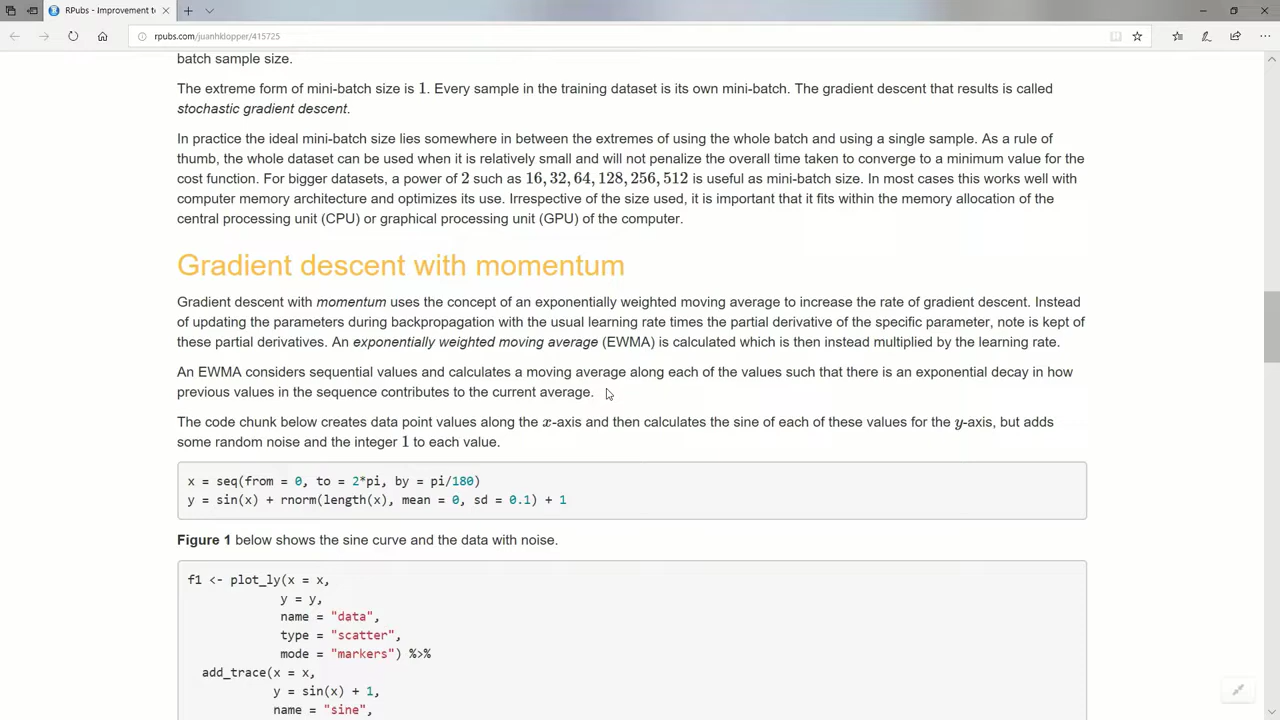 RPubs - Improvement t
rpubs.com/juanhklopper/415725
batch sample size.
The extreme form of mini-batch size is 1. Every sample in the training dataset is its own mini-batch. The gradient descent that results is called
stochastic gradient descent.
In practice the ideal mini-batch size lies somewhere in between the extremes of using the whole batch and using a single sample. As a rule of
thumb, the whole dataset can be used when it is relatively small and will not penalize the overall time taken to converge to a minimum value for the
cost function. For bigger datasets, a power of 2 such as 16, 32, 64, 128, 256, 512 is useful as mini-batch size. In most cases this works well with
computer memory architecture and optimizes its use. Irrespective of the size used, it is important that it fits within the memory allocation of the
central processing unit (CPU) or graphical processing unit (GPU) of the computer.
Gradient descent with momentum
Gradient descent with momentum uses the concept of an exponentially weighted moving average to increase the rate of gradient descent. Instead
of updating the parameters during backpropagation with the usual learning rate times the partial derivative of the specific parameter, note is kept of
these partial derivatives. An exponentially weighted moving average (EWMA) is calculated which is then instead multiplied by the learning rate.
An EWMA considers sequential values and calculates a moving average along each of the values such that there is an exponential decay in how
previous values in the sequence contributes to the current average.
The code chunk below creates data point values along the x-axis and then calculates the sine of each of these values for the y-axis, but adds
some random noise and the integer 1 to each value.
x = seq(from = 0, to = 2*pi, by = pi/180)
y = sin(x) + rnorm(length(x), mean = 0, sd = 0.1) + 1
Figure 1 below shows the sine curve and the data with noise.
f1 <- plot_ly(x = x,
y = y,
name = "data",
type = "scatter",
mode = "markers") %>%
add_trace(x = x,
y = sin(x) + 1,
name = "sine",